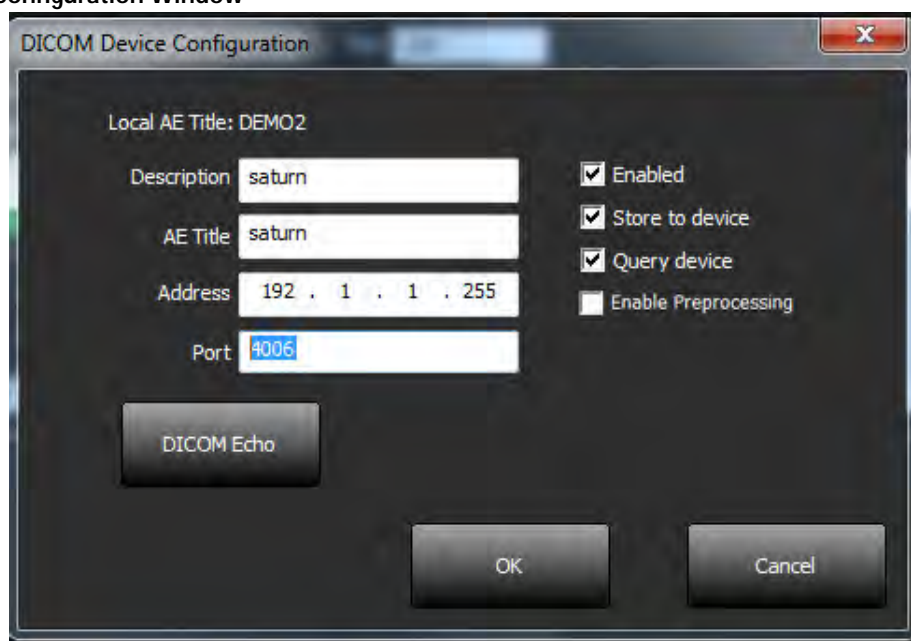 Configuration Window
DICOM Device Configuration
X
Local AE Title: DEMO2
Description saturn
AE Title saturn
Address 192 . 1 . 1 . 255
Port 4006
Enabled
Store to device
Query device
Enable Preprocessing
DICOM Echo
OK
Cancel